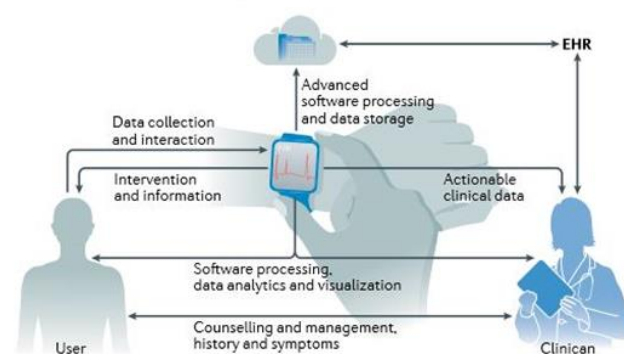 EHR
Advanced
software processing
and data storage
Data collection
and interaction
Intervention
and information
Actionable
clinical data
Software processing,
data analytics and visualization
Counselling and management,
history and symptoms
User
Clinican